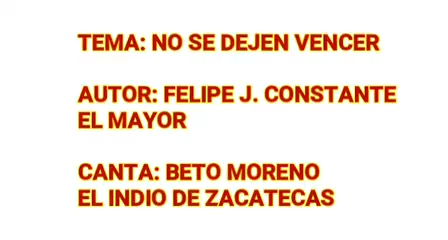 TEMA: NO SE DEJEN VENCER
AUTOR: FELIPE J. CONSTANTE
EL MAYOR
CANTA: BETO MORENO
EL INDIO DE ZACATECAS